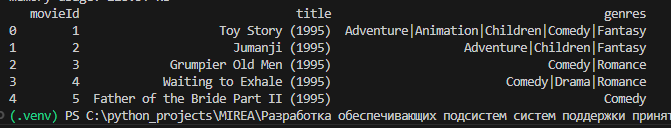 movieId title genres
0 1 Toy Story (1995) Adventure|Animation|Children|Comedy|Fantasy
1 2 Jumanji (1995) Adventure|Children|Fantasy
2 3 Grumpier Old Men (1995) Comedy|Romance
3 4 Waiting to Exhale (1995) Comedy|Drama|Romance
4 5 Father of the Bride Part II (1995) Comedy
(.venv) PS C:\python_projects\MIREA\Разработка обеспечивающих подсистем систем поддержки приня